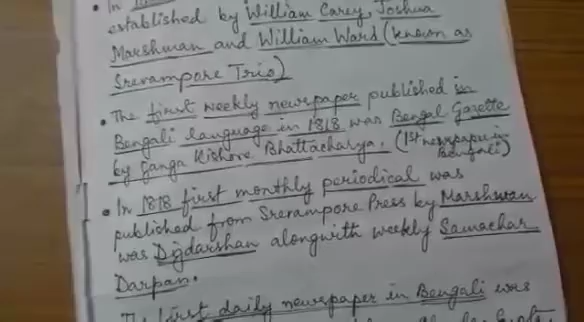 • In
established by William Carey, Joshua
Marshman and William Ward (known as
Srerampore Trio)
• The first weekly newspaper published in
Bengali language in 1818 was Bengal Gazette
by Ganga Kishore Bhattacharya. (1st newspaper in
Bengali)
• In 1818 first monthly periodical was
published from Srerampore Press by Marshman
was Digdarshan alongwith weekly Samachar
Darpan.
The first daily newspaper in Bengali was